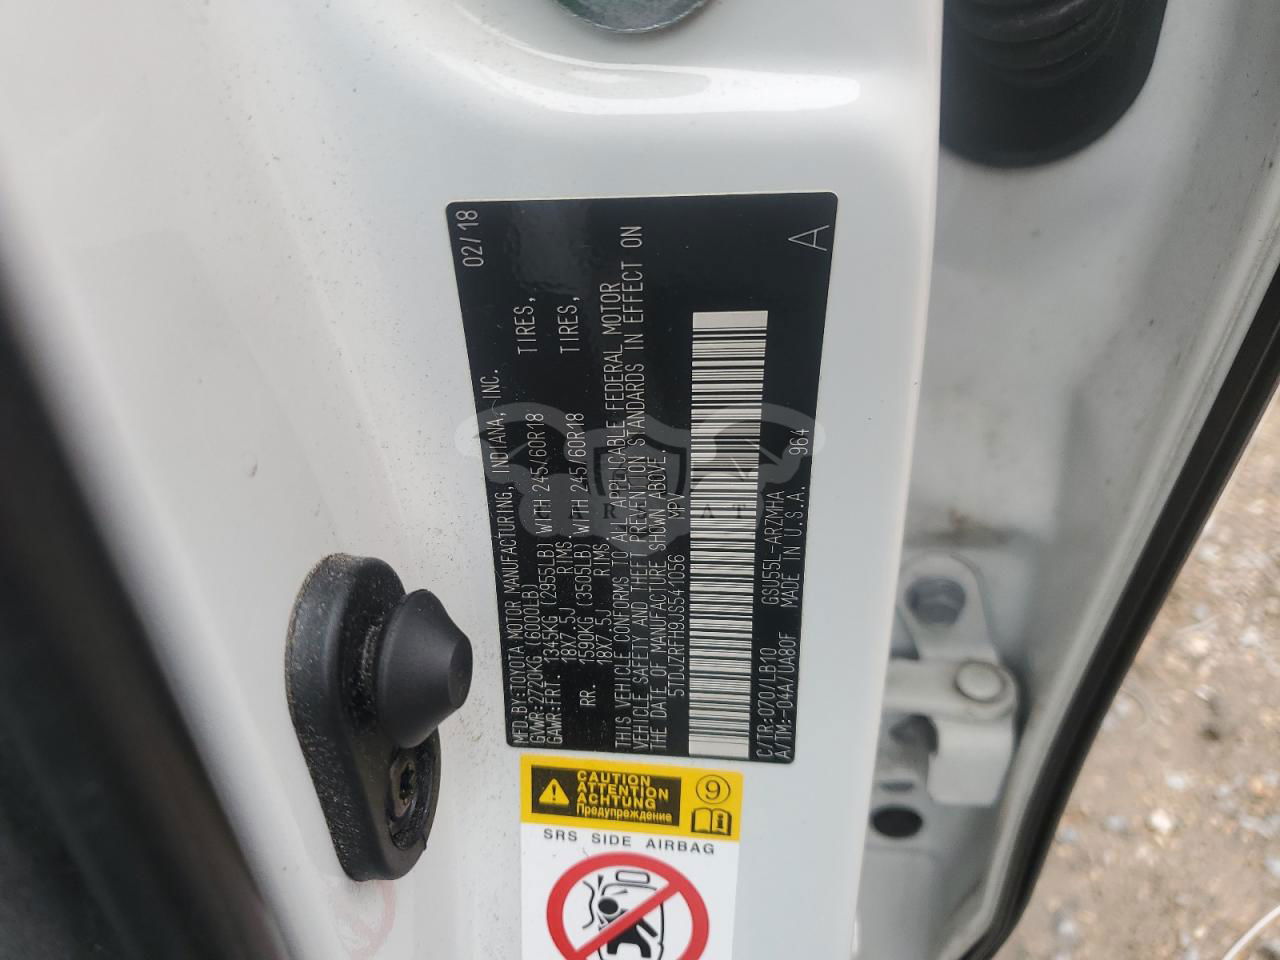 MFD BY:TOYOTA MOTOR MANUFACTURING, INDIANA, INC. 02/18
GVWR:2720KG (6000LB)
GAWR:FRT. 1345KG (2955LB) WITH 245/60R18 TIRES,
18X7.5J RIMS.
RR. 1590KG (3505LB) WITH 245/60R18 TIRES,
18X7.5J RIMS.
THIS VEHICLE CONFORMS TO ALL APPLICABLE FEDERAL MOTOR
VEHICLE SAFETY AND THEFT PREVENTION STANDARDS IN EFFECT ON
THE DATE OF MANUFACTURE SHOWN ABOVE.
5TDJZRFH9JS541056 MPV
C/TR:070/LB10 GSU55L-ARZMHA
A/TM:-04A/UA80F MADE IN U.S.A. 964
A
CAUTION
ATTENTION
ACHTUNG
Предупреждение
9
SRS SIDE AIRBAG